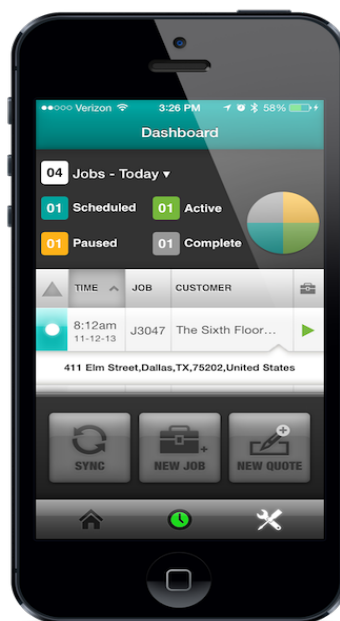 Verizon 3:26 PM 58%
Dashboard
04 Jobs - Today ▾
01 Scheduled 01 Active
01 Paused 01 Complete
TIME JOB CUSTOMER
8:12am J3047 The Sixth Floor...
11-12-13
411 Elm Street,Dallas,TX,75202,United States
SYNC NEW JOB NEW QUOTE